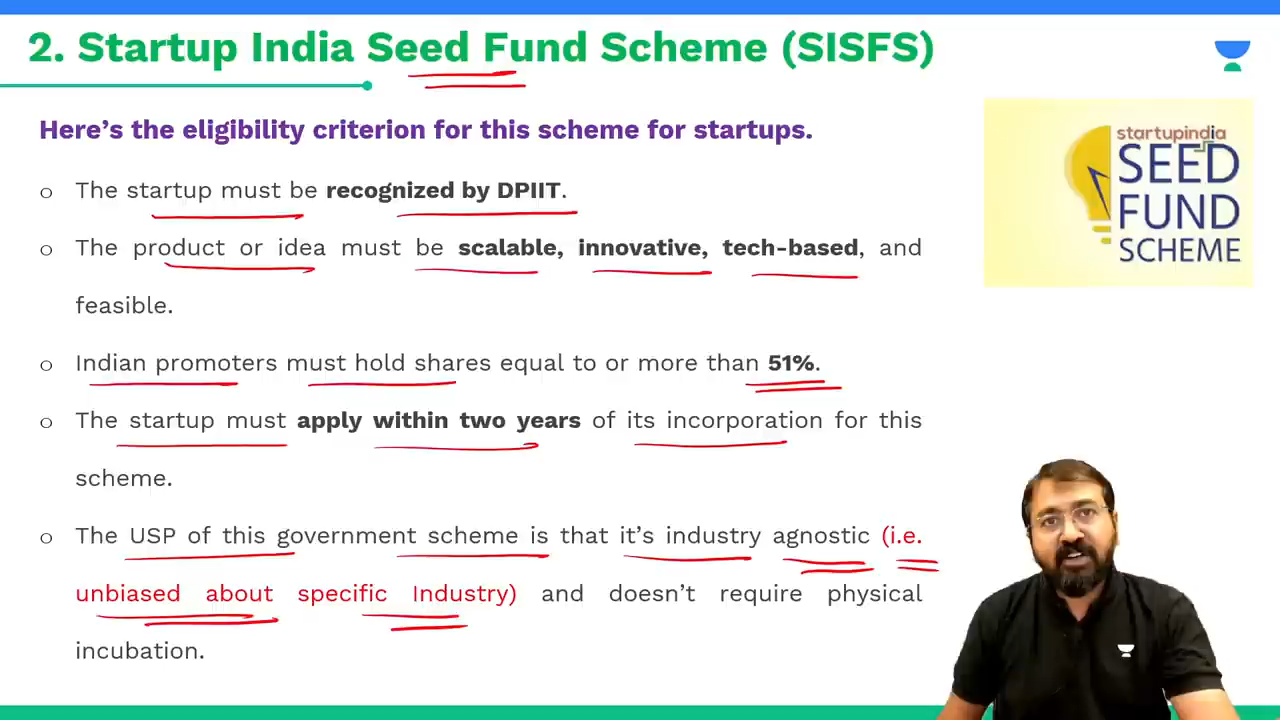 2. Startup India Seed Fund Scheme (SISFS)
Here's the eligibility criterion for this scheme for startups.
o The startup must be recognized by DPIIT.
o The product or idea must be scalable, innovative, tech-based, and
feasible.
o Indian promoters must hold shares equal to or more than 51%.
o The startup must apply within two years of its incorporation for this
scheme.
o The USP of this government scheme is that it's industry agnostic (i.e.
unbiased about specific Industry) and doesn't require physical
incubation.
startupindia
SEED
FUND
SCHEME